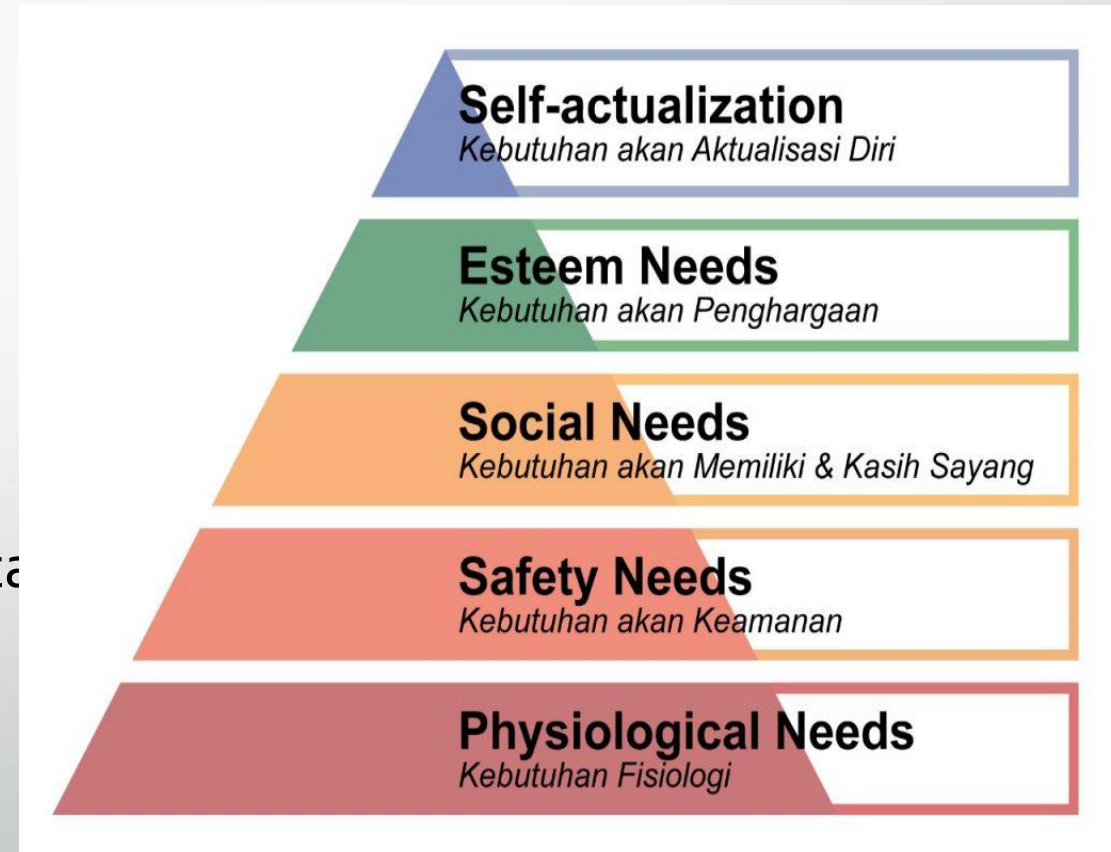 Self-actualization
Kebutuhan akan Aktualisasi Diri
Esteem Needs
Kebutuhan akan Penghargaan
Social Needs
Kebutuhan akan Memiliki & Kasih Sayang
Safety Needs
Kebutuhan akan Keamanan
Physiological Needs
Kebutuhan Fisiologi